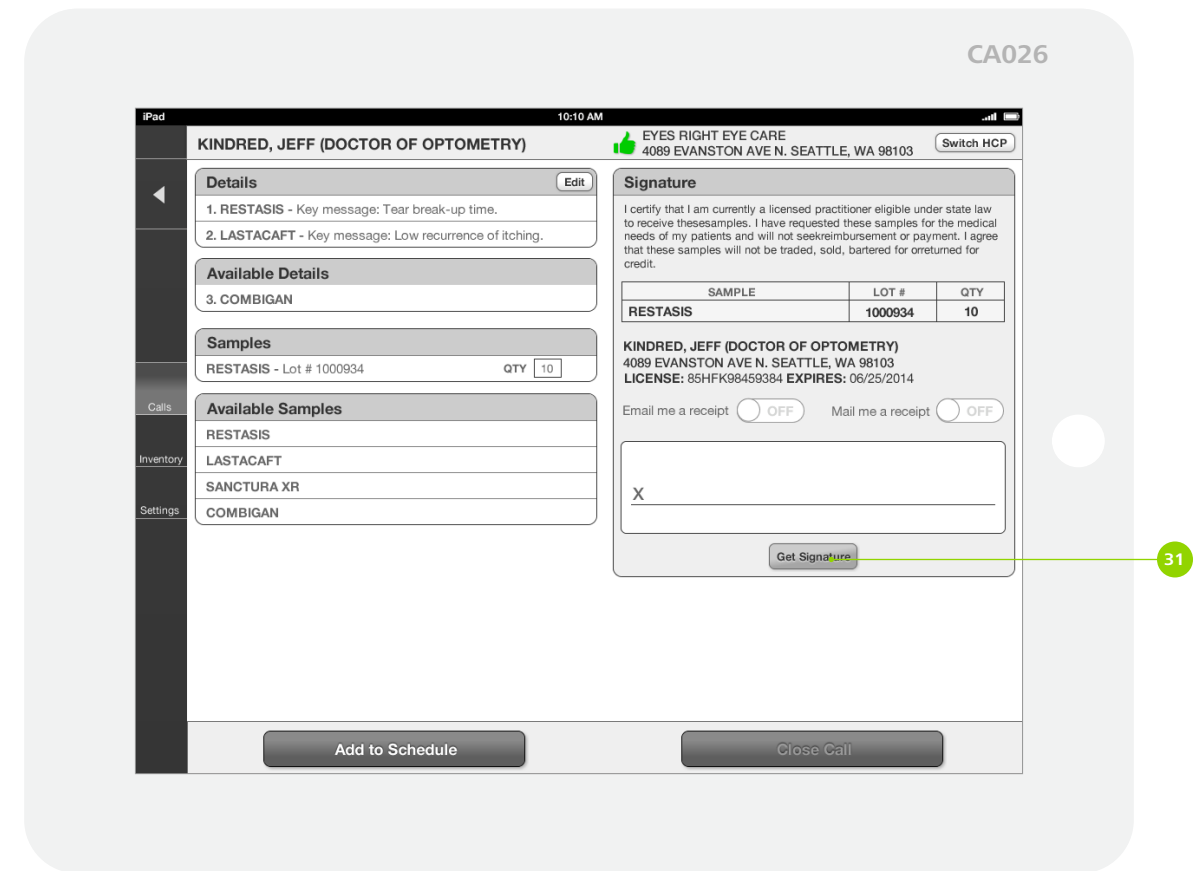 CA026
iPad
10:10 AM
KINDRED, JEFF (DOCTOR OF OPTOMETRY)
EYES RIGHT EYE CARE
4089 EVANSTON AVE N. SEATTLE, WA 98103
Switch HCP
Details
Edit
1. RESTASIS - Key message: Tear break-up time.
2. LASTACAFT - Key message: Low recurrence of itching.
Available Details
3. COMBIGAN
Samples
RESTASIS - Lot # 1000934 QTY 10
Available Samples
RESTASIS
LASTACAFT
SANCTURA XR
COMBIGAN
Calls
Inventory
Settings
Signature
I certify that I am currently a licensed practitioner eligible under state law
to receive thesesamples. I have requested these samples for the medical
needs of my patients and will not seekreimbursement or payment. I agree
that these samples will not be traded, sold, bartered for orreturned for
credit.
SAMPLE LOT # QTY
RESTASIS 1000934 10
KINDRED, JEFF (DOCTOR OF OPTOMETRY)
4089 EVANSTON AVE N. SEATTLE, WA 98103
LICENSE: 85HFK98459384 EXPIRES: 06/25/2014
Email me a receipt OFF Mail me a receipt OFF
X
Get Signature
31
Add to Schedule
Close Call